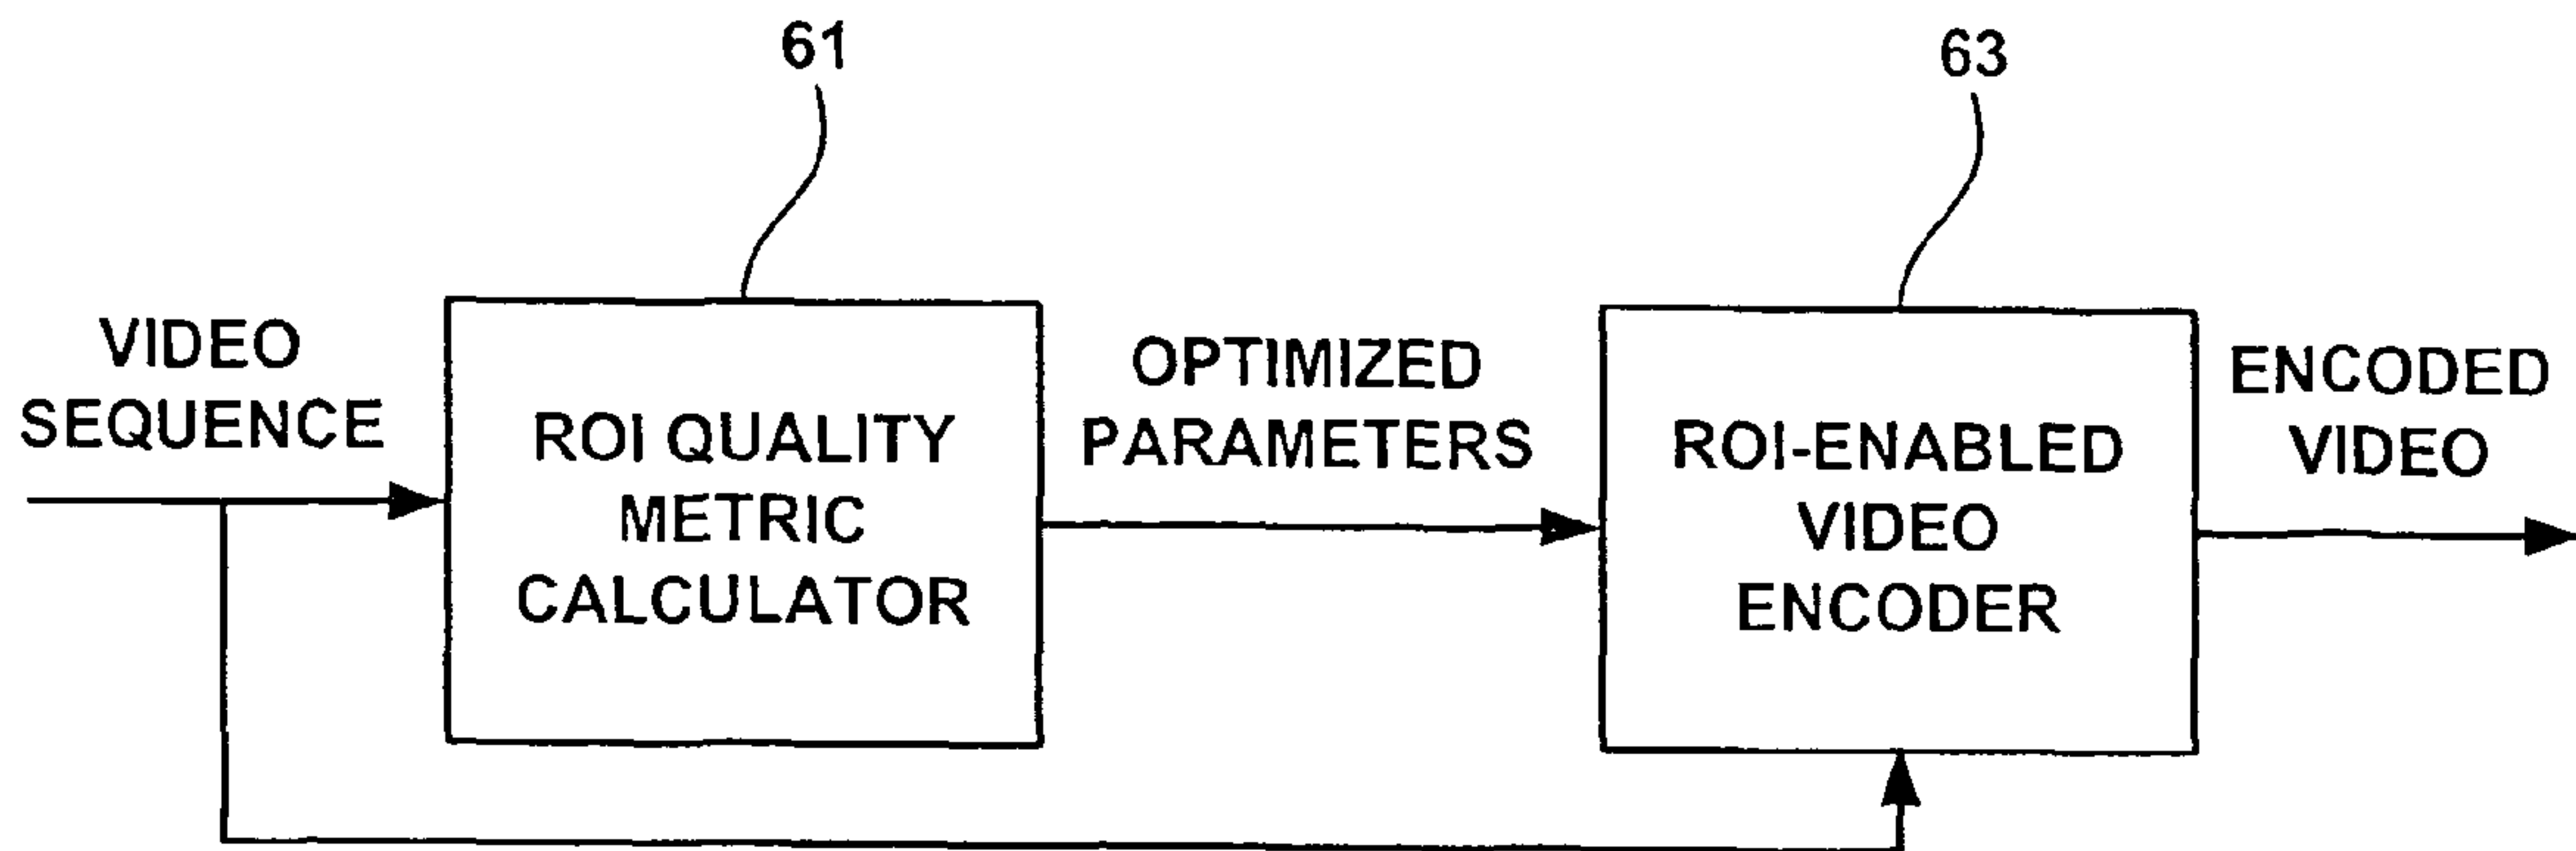 61
63
VIDEO
SEQUENCE
ROI QUALITY
METRIC
CALCULATOR
OPTIMIZED
PARAMETERS
ROI-ENABLED
VIDEO
ENCODER
ENCODED
VIDEO